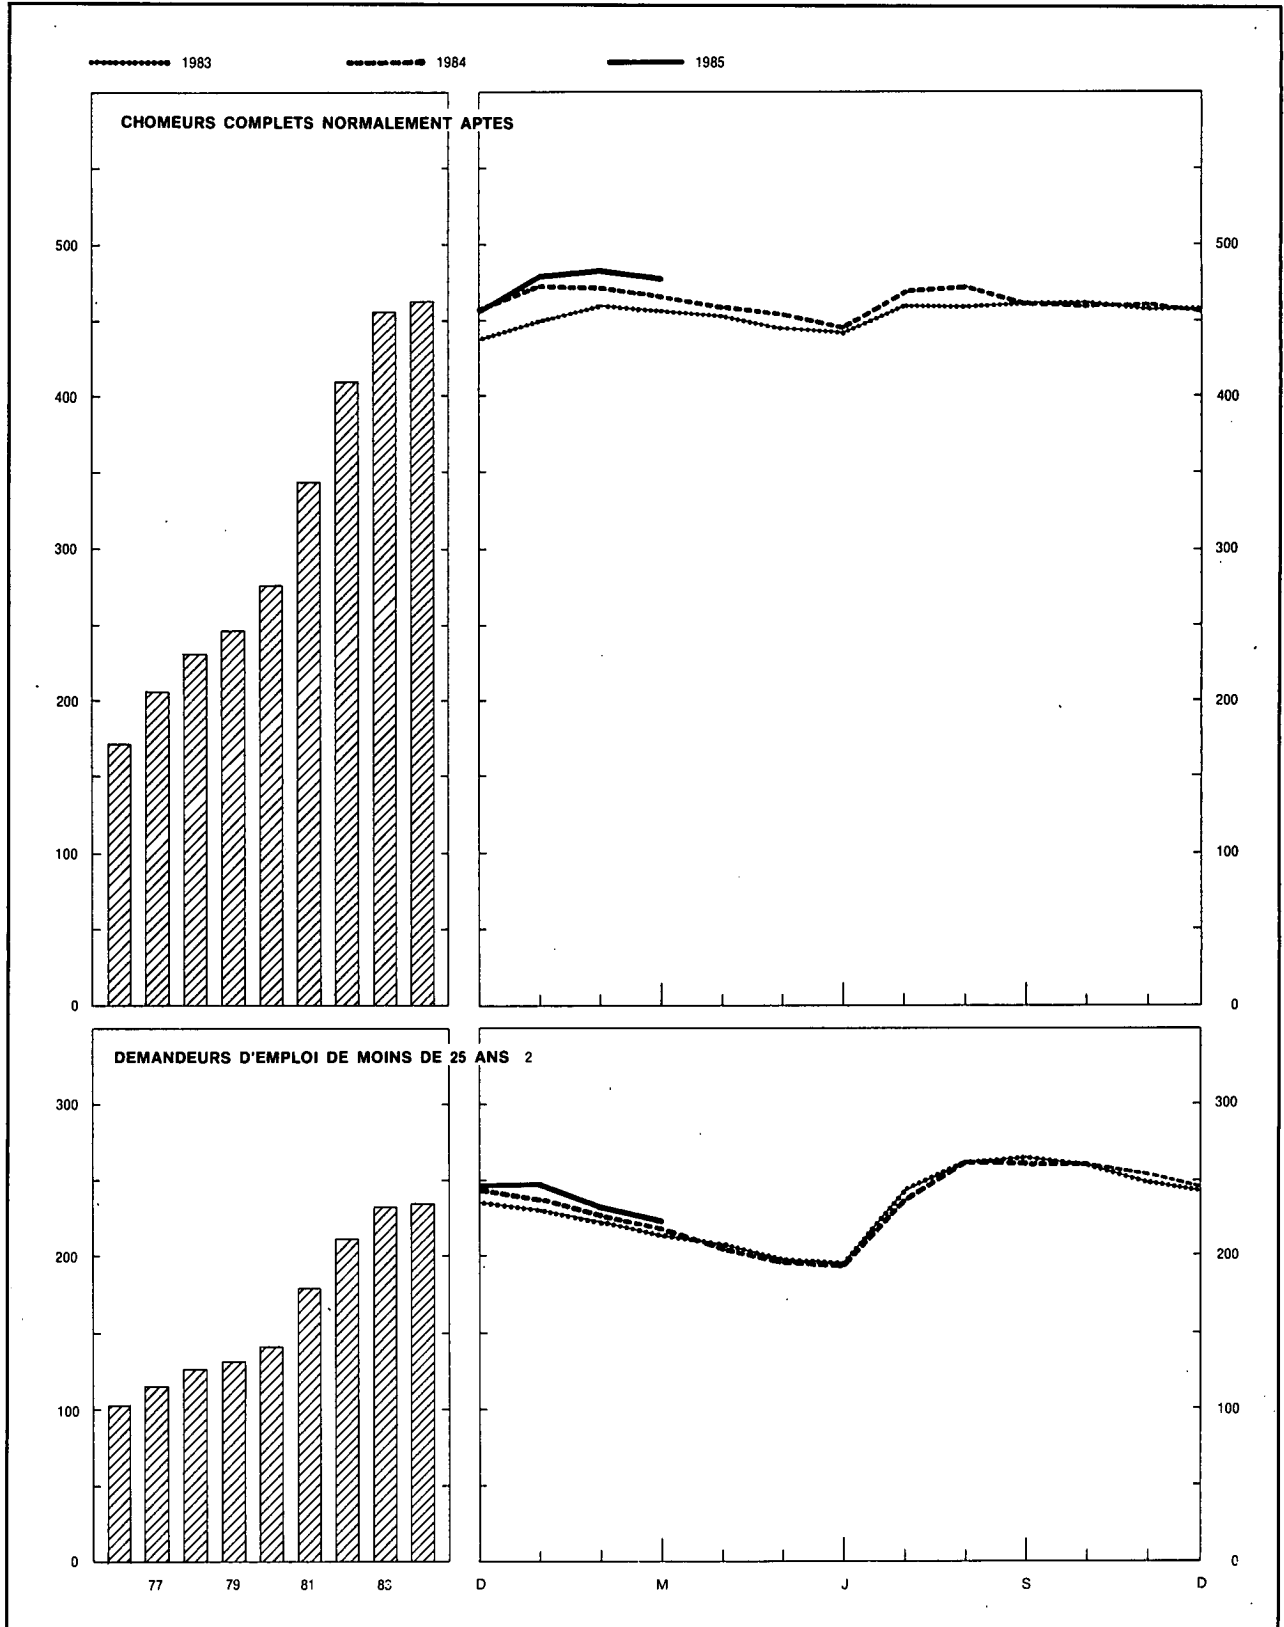 1983 1984 1985
CHOMEURS COMPLETS NORMALEMENT APTES
500 500
400 400
300 300
200 200
100 100
0 0
DEMANDEURS D'EMPLOI DE MOINS DE 25 ANS 2
300 300
200 200
100 100
0 0
77 79 81 83 D M J S D